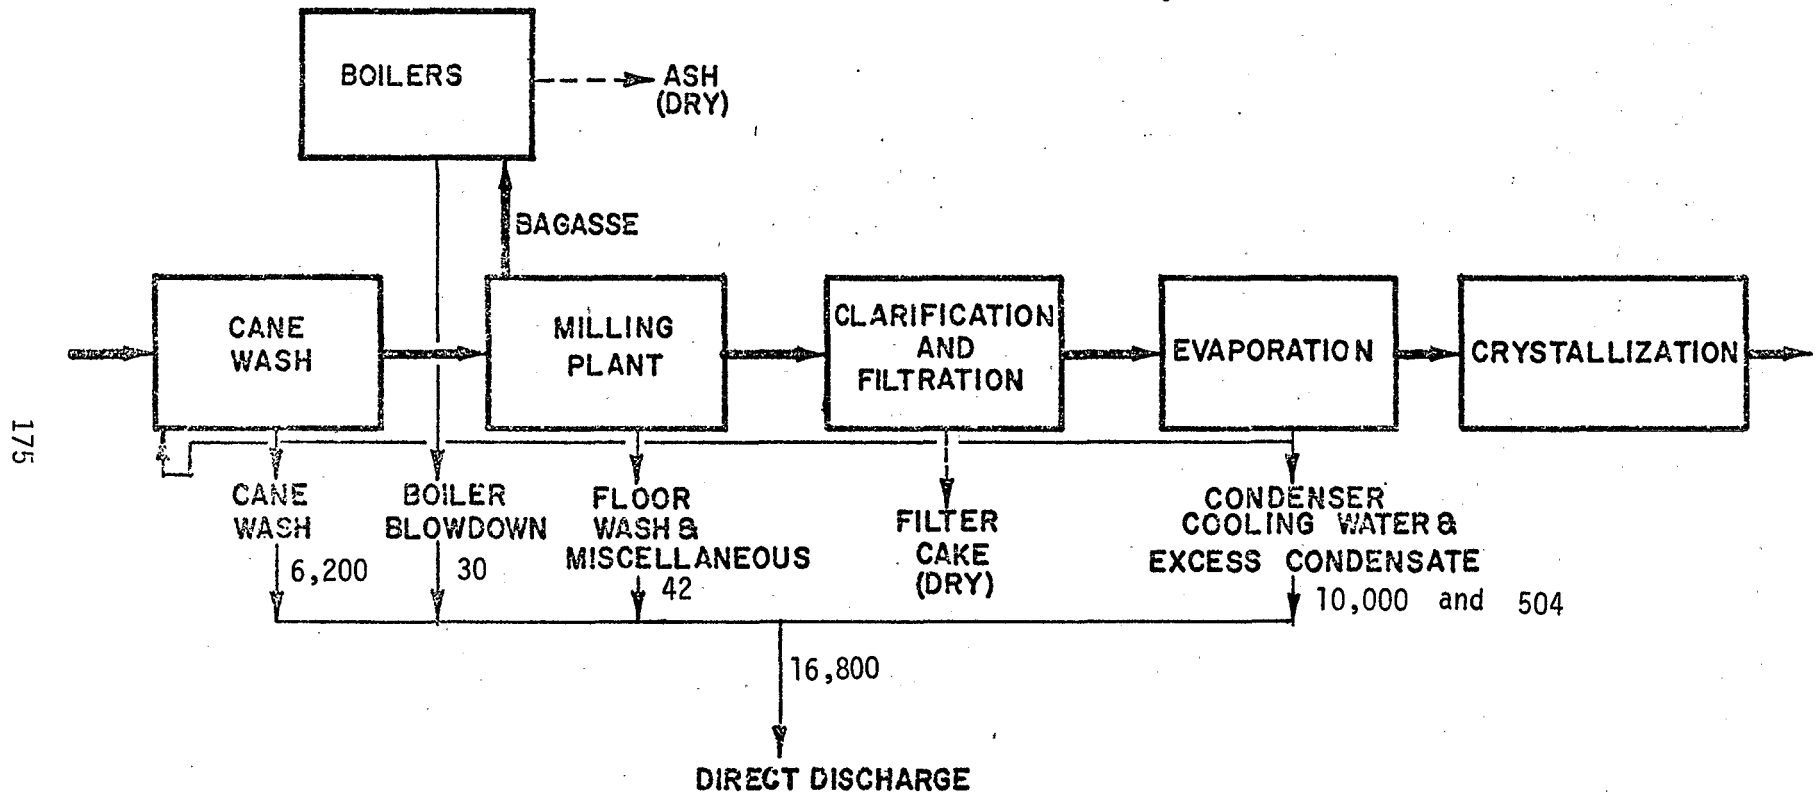 BOILERS
ASH
(DRY)
BAGASSE
CANE
WASH
MILLING
PLANT
CLARIFICATION
AND
FILTRATION
EVAPORATION
CRYSTALLIZATION
CANE
WASH
6,200
BOILER
BLOWDOWN
30
FLOOR
WASH &
MISCELLANEOUS
42
FILTER
CAKE
(DRY)
CONDENSER
COOLING WATER &
EXCESS CONDENSATE
10,000 and 504
16,800
DIRECT DISCHARGE
175